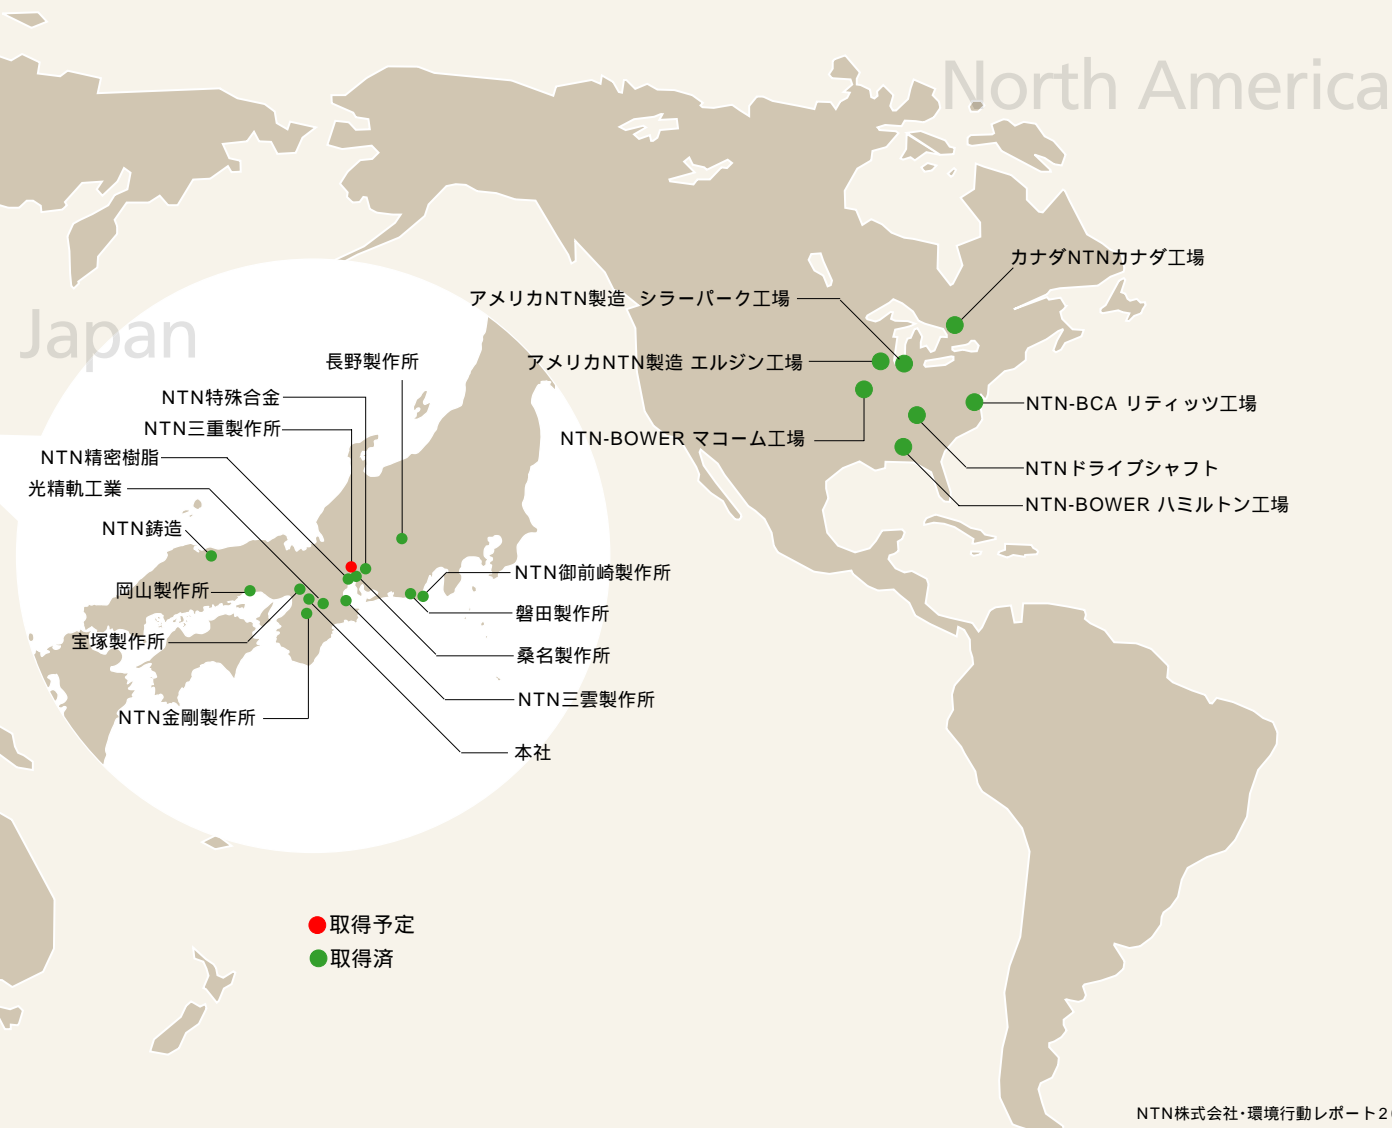 North America
カナダNTNカナダ工場
アメリカNTN製造 シラーパーク工場
アメリカNTN製造 エルジン工場
NTN-BCA リティッツ工場
NTN-BOWER マコーム工場
NTNドライブシャフト
NTN-BOWER ハミルトン工場
Japan
長野製作所
NTN特殊合金
NTN三重製作所
NTN精密樹脂
光精軌工業
NTN鋳造
岡山製作所
宝塚製作所
NTN金剛製作所
NTN御前崎製作所
磐田製作所
桑名製作所
NTN三雲製作所
本社
取得予定
取得済
NTN株式会社・環境行動レポート2